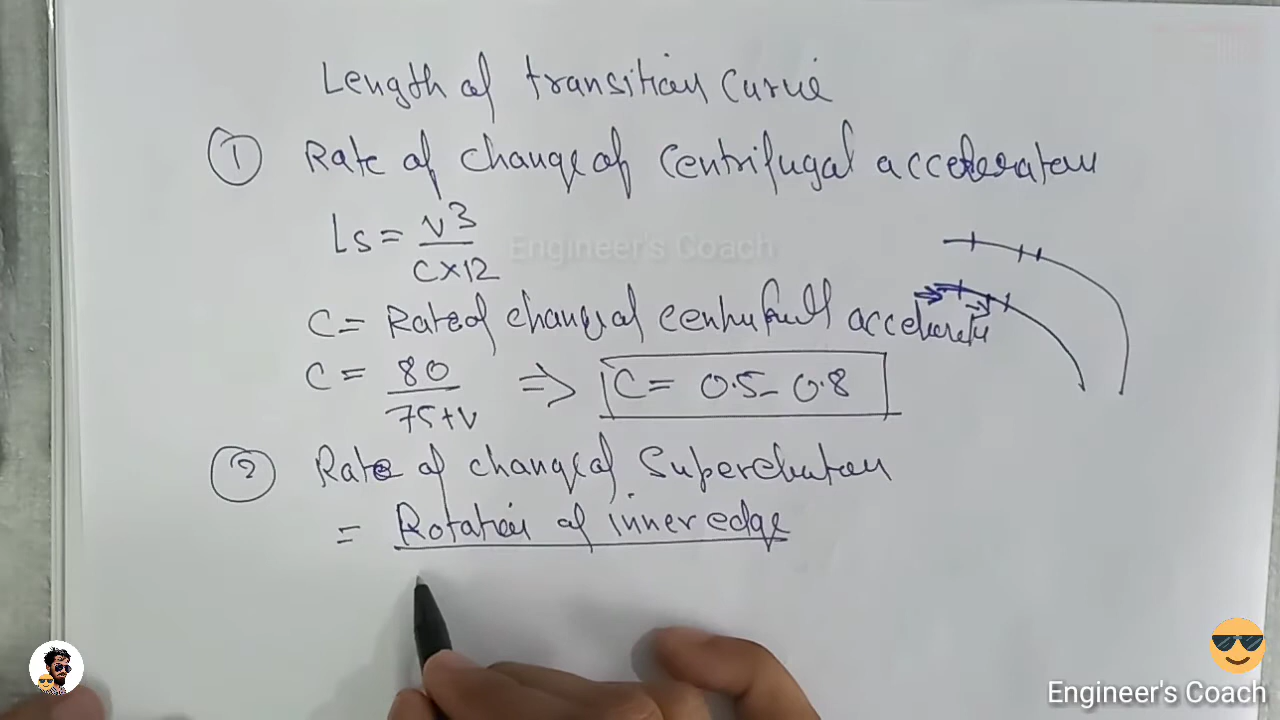 Length of transition Curve
① Rate of change of Centrifugal acceleration
Ls = v3
C×12
Engineer's Coach
C = Rate of change of centrifugal
C = 80 ⇒ C = 0.5 - 0.8
75+V
② Rate of change of Superelevation
= Rotation of inner edge
Engineer's Coach